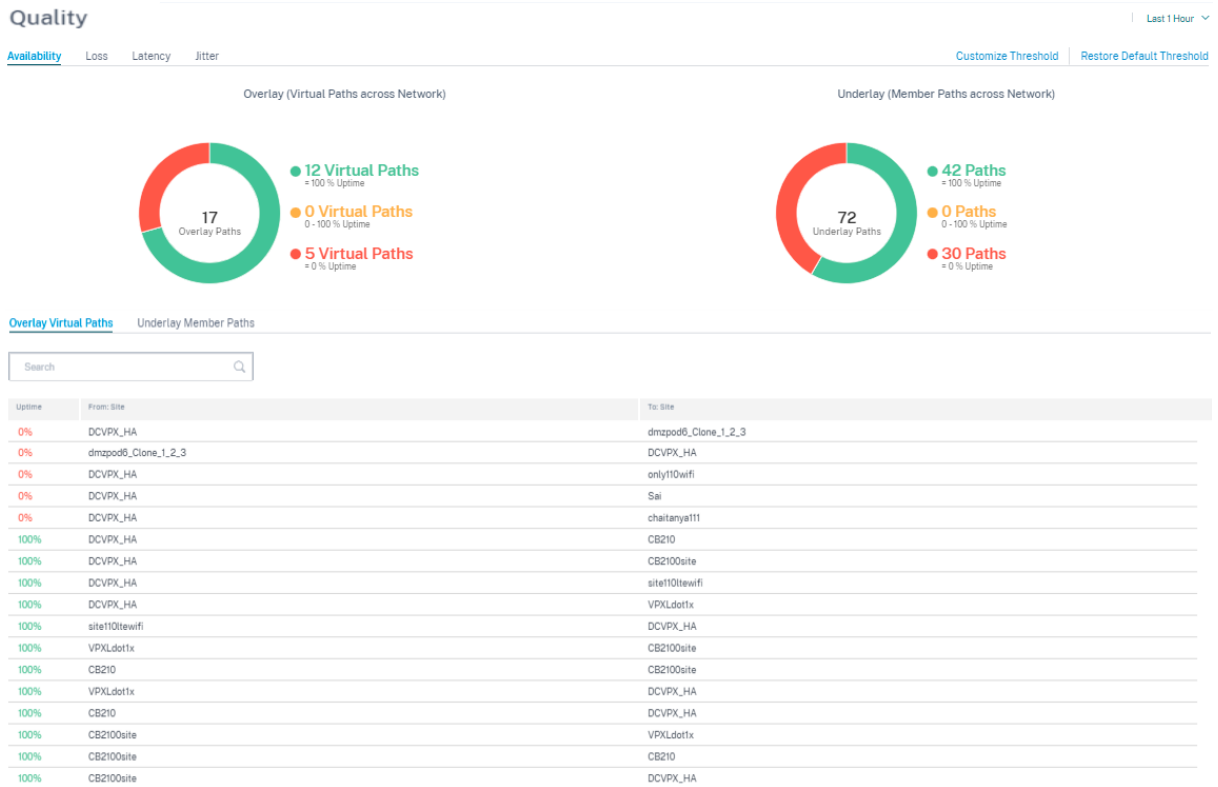 Quality
Last 1 Hour
Availability Loss Latency Jitter
Customize Threshold Restore Default Threshold
Overlay (Virtual Paths across Network)
17
Overlay Paths
12 Virtual Paths
= 100 % Uptime
0 Virtual Paths
0 - 100 % Uptime
5 Virtual Paths
= 0 % Uptime
Underlay (Member Paths across Network)
72
Underlay Paths
42 Paths
= 100 % Uptime
0 Paths
0 - 100 % Uptime
30 Paths
= 0 % Uptime
Overlay Virtual Paths Underlay Member Paths
Search
Uptime From: Site To: Site
0% DCVPX_HA dmzpod6_Clone_1_2_3
0% dmzpod6_Clone_1_2_3 DCVPX_HA
0% DCVPX_HA only110wifi
0% DCVPX_HA Sai
0% DCVPX_HA chaitanya111
100% DCVPX_HA CB210
100% DCVPX_HA CB2100site
100% DCVPX_HA site110ltewifi
100% DCVPX_HA VPXLdot1x
100% site110ltewifi DCVPX_HA
100% VPXLdot1x CB2100site
100% CB210 CB2100site
100% VPXLdot1x DCVPX_HA
100% CB210 DCVPX_HA
100% CB2100site VPXLdot1x
100% CB2100site CB210
100% CB2100site DCVPX_HA